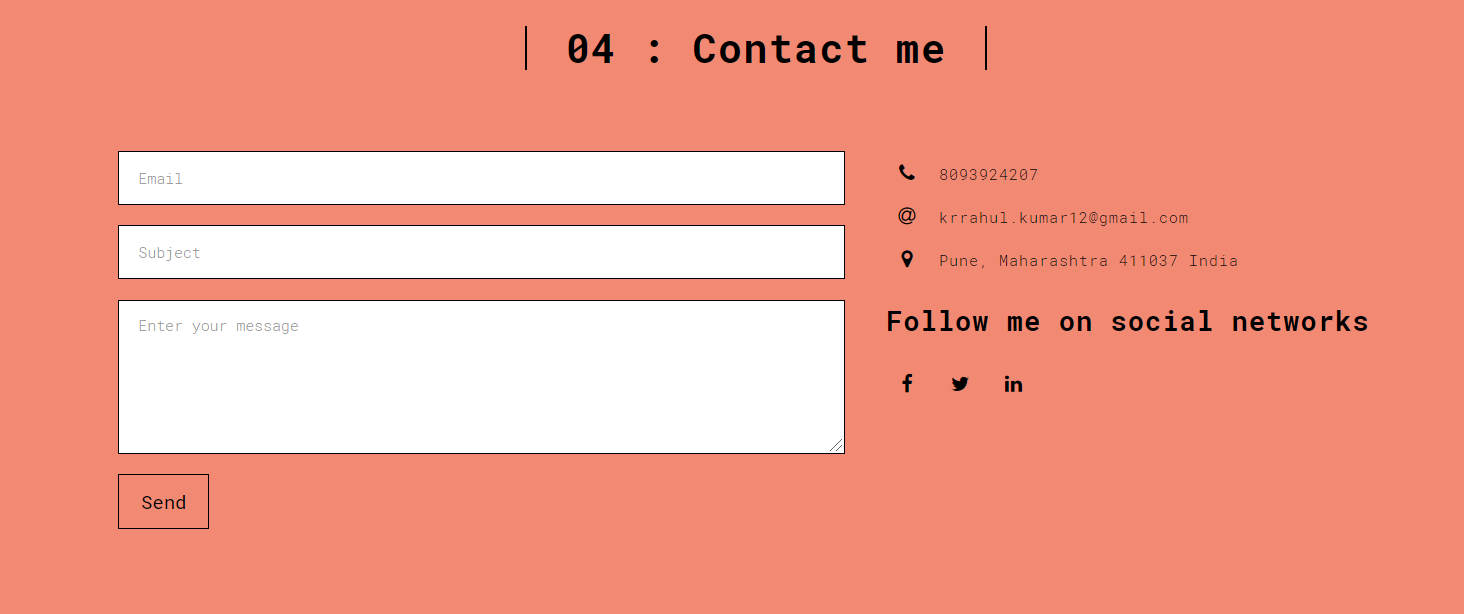 04 : Contact me
Email
Subject
Enter your message
Send
8093924207
krrahul.kumar12@gmail.com
Pune, Maharashtra 411037 India
Follow me on social networks